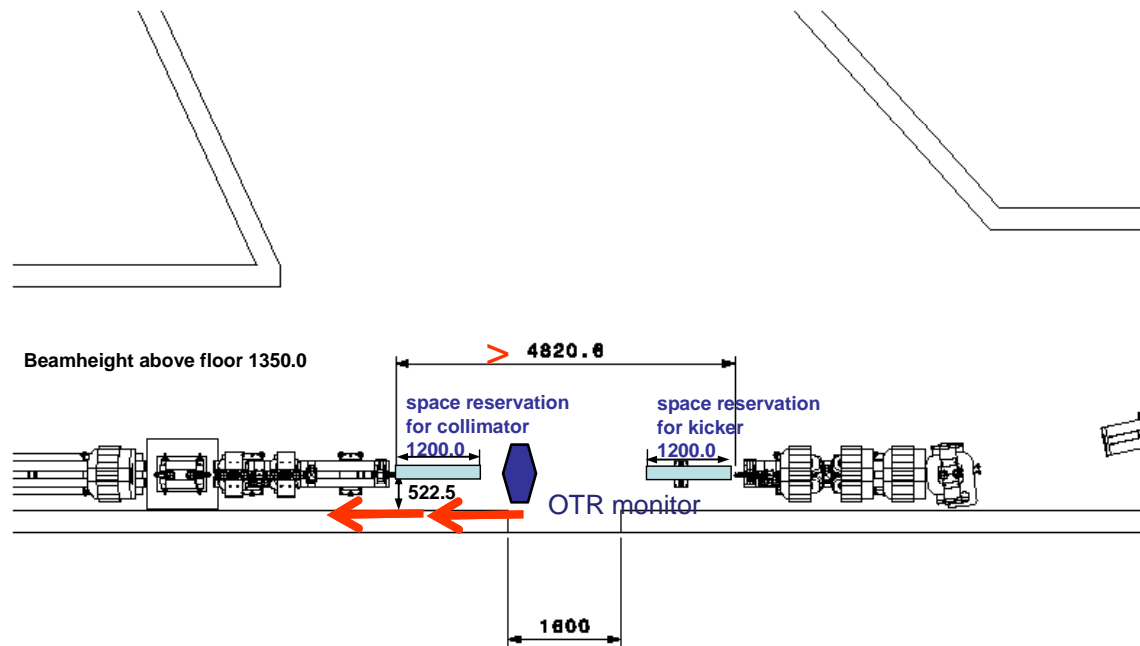 Beamheight above floor 1350.0
> 4820.6
space reservation
for collimator
1200.0
space reservation
for kicker
1200.0
522.5
OTR monitor
1600